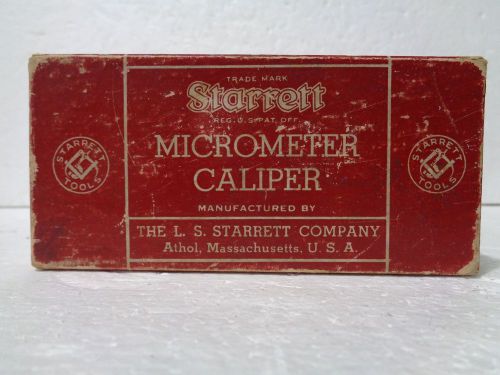 TRADE MARK
Starrett
REG. U. S. PAT. OFF.
MICROMETER
CALIPER
MANUFACTURED BY
THE L. S. STARRETT COMPANY
Athol, Massachusetts, U. S. A.
STARRETT
TOOLS
STARRETT
TOOLS